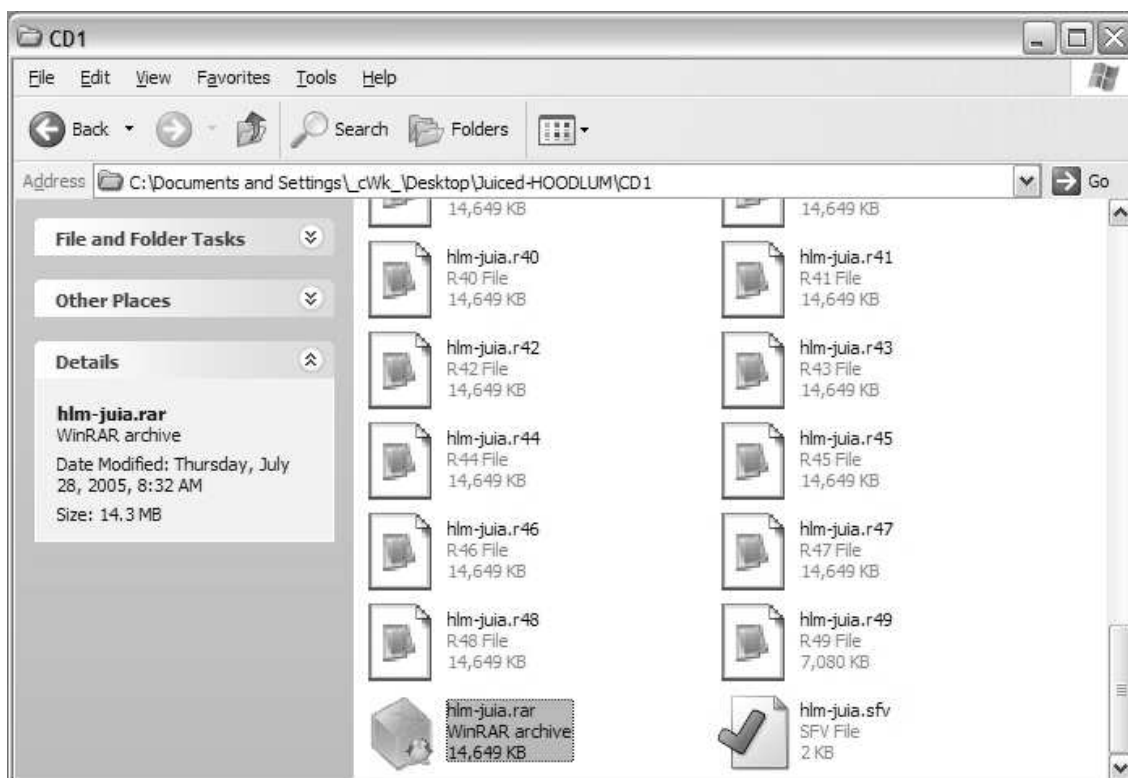 CD1
File Edit View Favorites Tools Help
Back Search Folders
Address C:\Documents and Settings\_cWk_\Desktop\Juiced-HOODLUM\CD1 Go
File and Folder Tasks
Other Places
Details
hlm-juia.rar
WinRAR archive
Date Modified: Thursday, July
28, 2005, 8:32 AM
Size: 14.3 MB
14,649 KB
14,649 KB
hlm-juia.r40
R40 File
14,649 KB
hlm-juia.r41
R41 File
14,649 KB
hlm-juia.r42
R42 File
14,649 KB
hlm-juia.r43
R43 File
14,649 KB
hlm-juia.r44
R44 File
14,649 KB
hlm-juia.r45
R45 File
14,649 KB
hlm-juia.r46
R46 File
14,649 KB
hlm-juia.r47
R47 File
14,649 KB
hlm-juia.r48
R48 File
14,649 KB
hlm-juia.r49
R49 File
7,080 KB
hlm-juia.rar
WinRAR archive
14,649 KB
hlm-juia.sfv
SFV File
2 KB